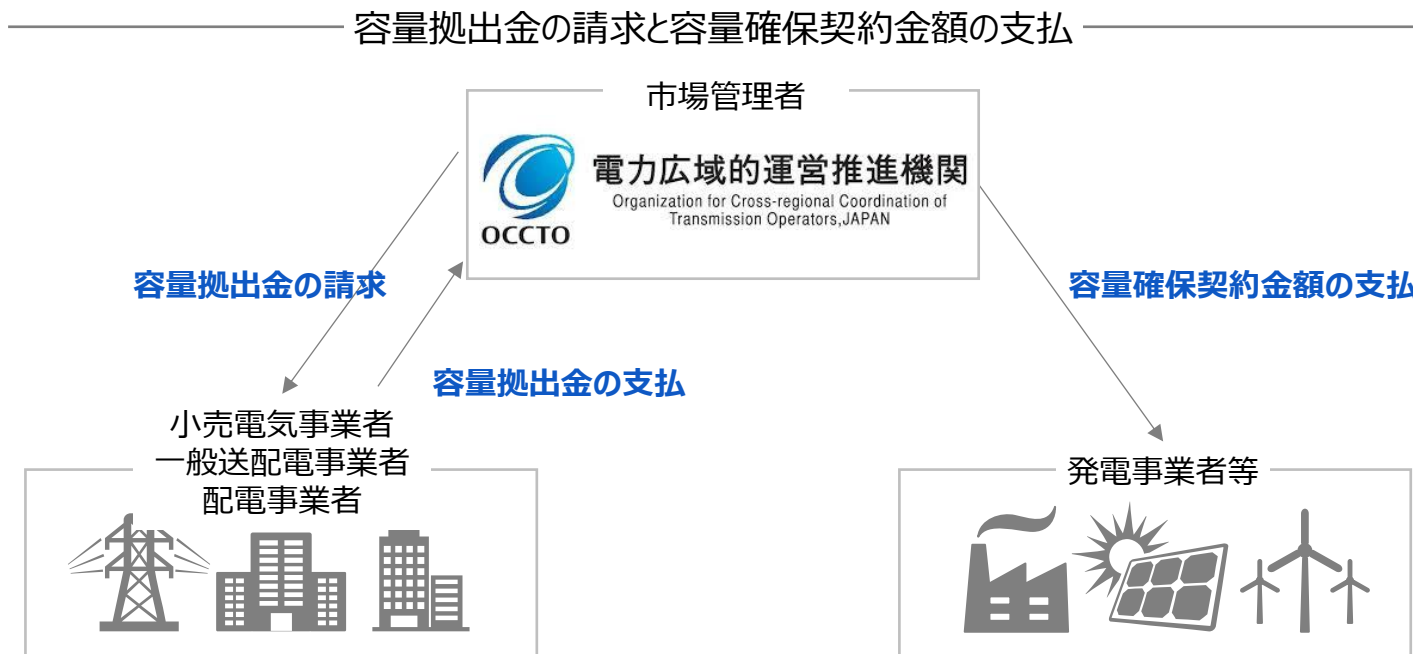 容量拠出金の請求と容量確保契約金額の支払
市場管理者
電力広域的運営推進機関
Organization for Cross-regional Coordination of
Transmission Operators,JAPAN
OCCTO
容量拠出金の請求
容量確保契約金額の支払
容量拠出金の支払
小売電気事業者
一般送配電事業者
配電事業者
発電事業者等